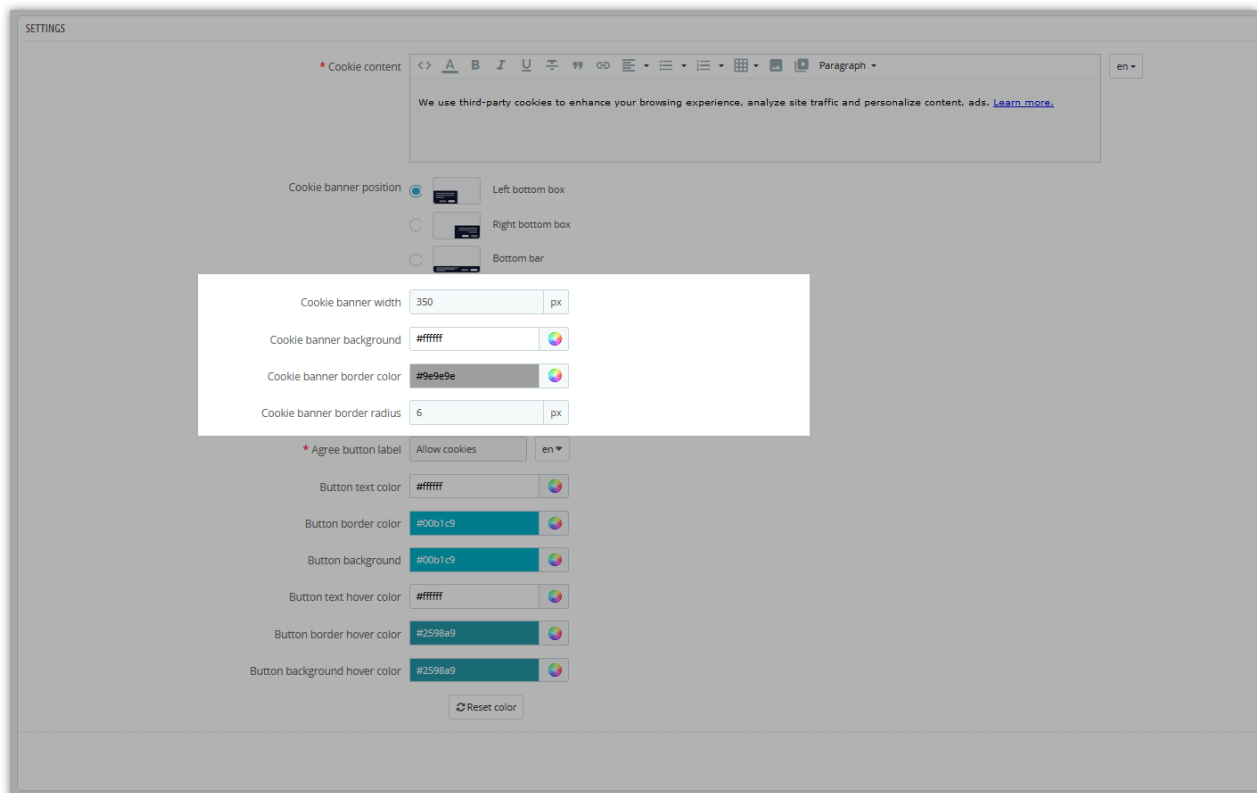 SETTINGS
* Cookie content
A B I U Paragraph
en
We use third-party cookies to enhance your browsing experience, analyze site traffic and personalize content, ads. Learn more.
Cookie banner position
Left bottom box
Right bottom box
Bottom bar
Cookie banner width 350 px
Cookie banner background #ffffff
Cookie banner border color #9e9e9e
Cookie banner border radius 6 px
* Agree button label Allow cookies en
Button text color #ffffff
Button border color #00b1c9
Button background #00b1c9
Button text hover color #ffffff
Button border hover color #2598a9
Button background hover color #2598a9
Reset color